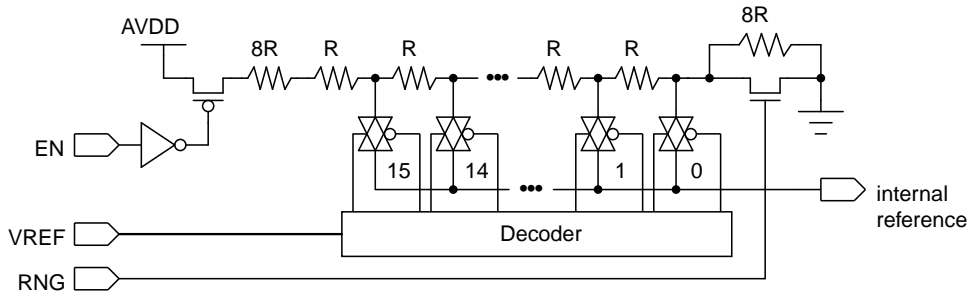 AVDD
8R
R
R
R
R
8R
EN
15
14
1
0
internal
reference
VREF
Decoder
RNG